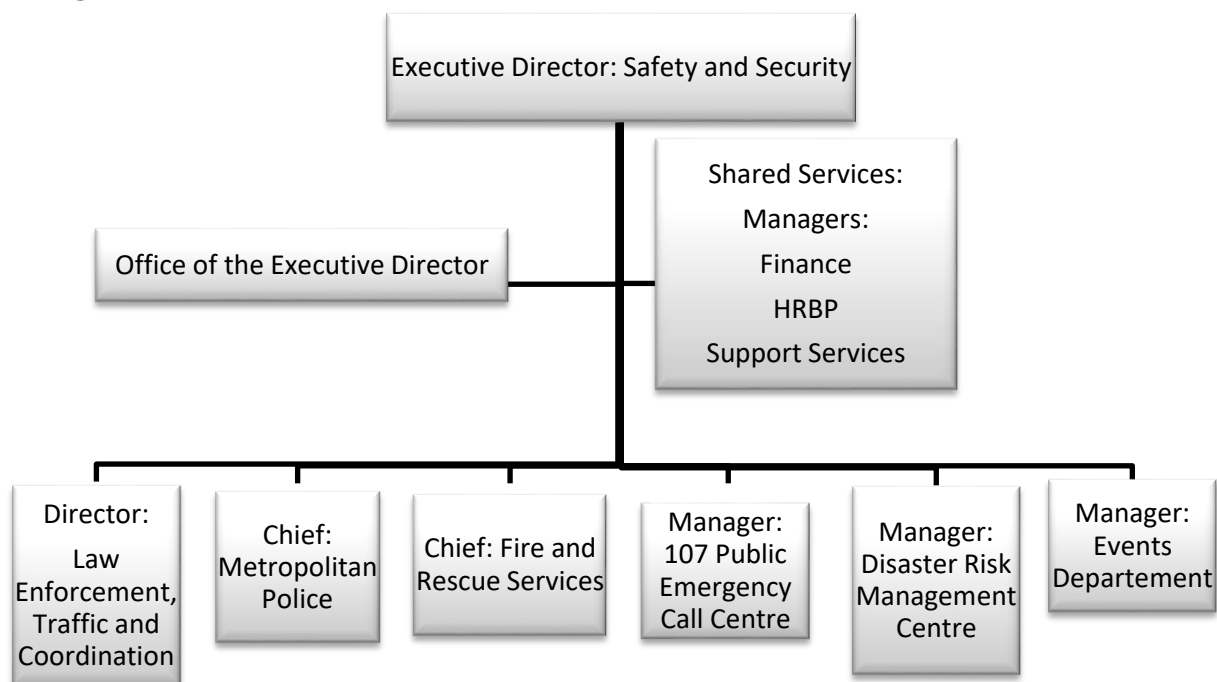 Executive Director: Safety and Security
Shared Services:
Managers:
Finance
HRBP
Support Services
Office of the Executive Director
Director:
Law
Enforcement,
Traffic and
Coordination
Chief:
Metropolitan
Police
Chief: Fire and
Rescue Services
Manager:
107 Public
Emergency
Call Centre
Manager:
Disaster Risk
Management
Centre
Manager:
Events
Departement